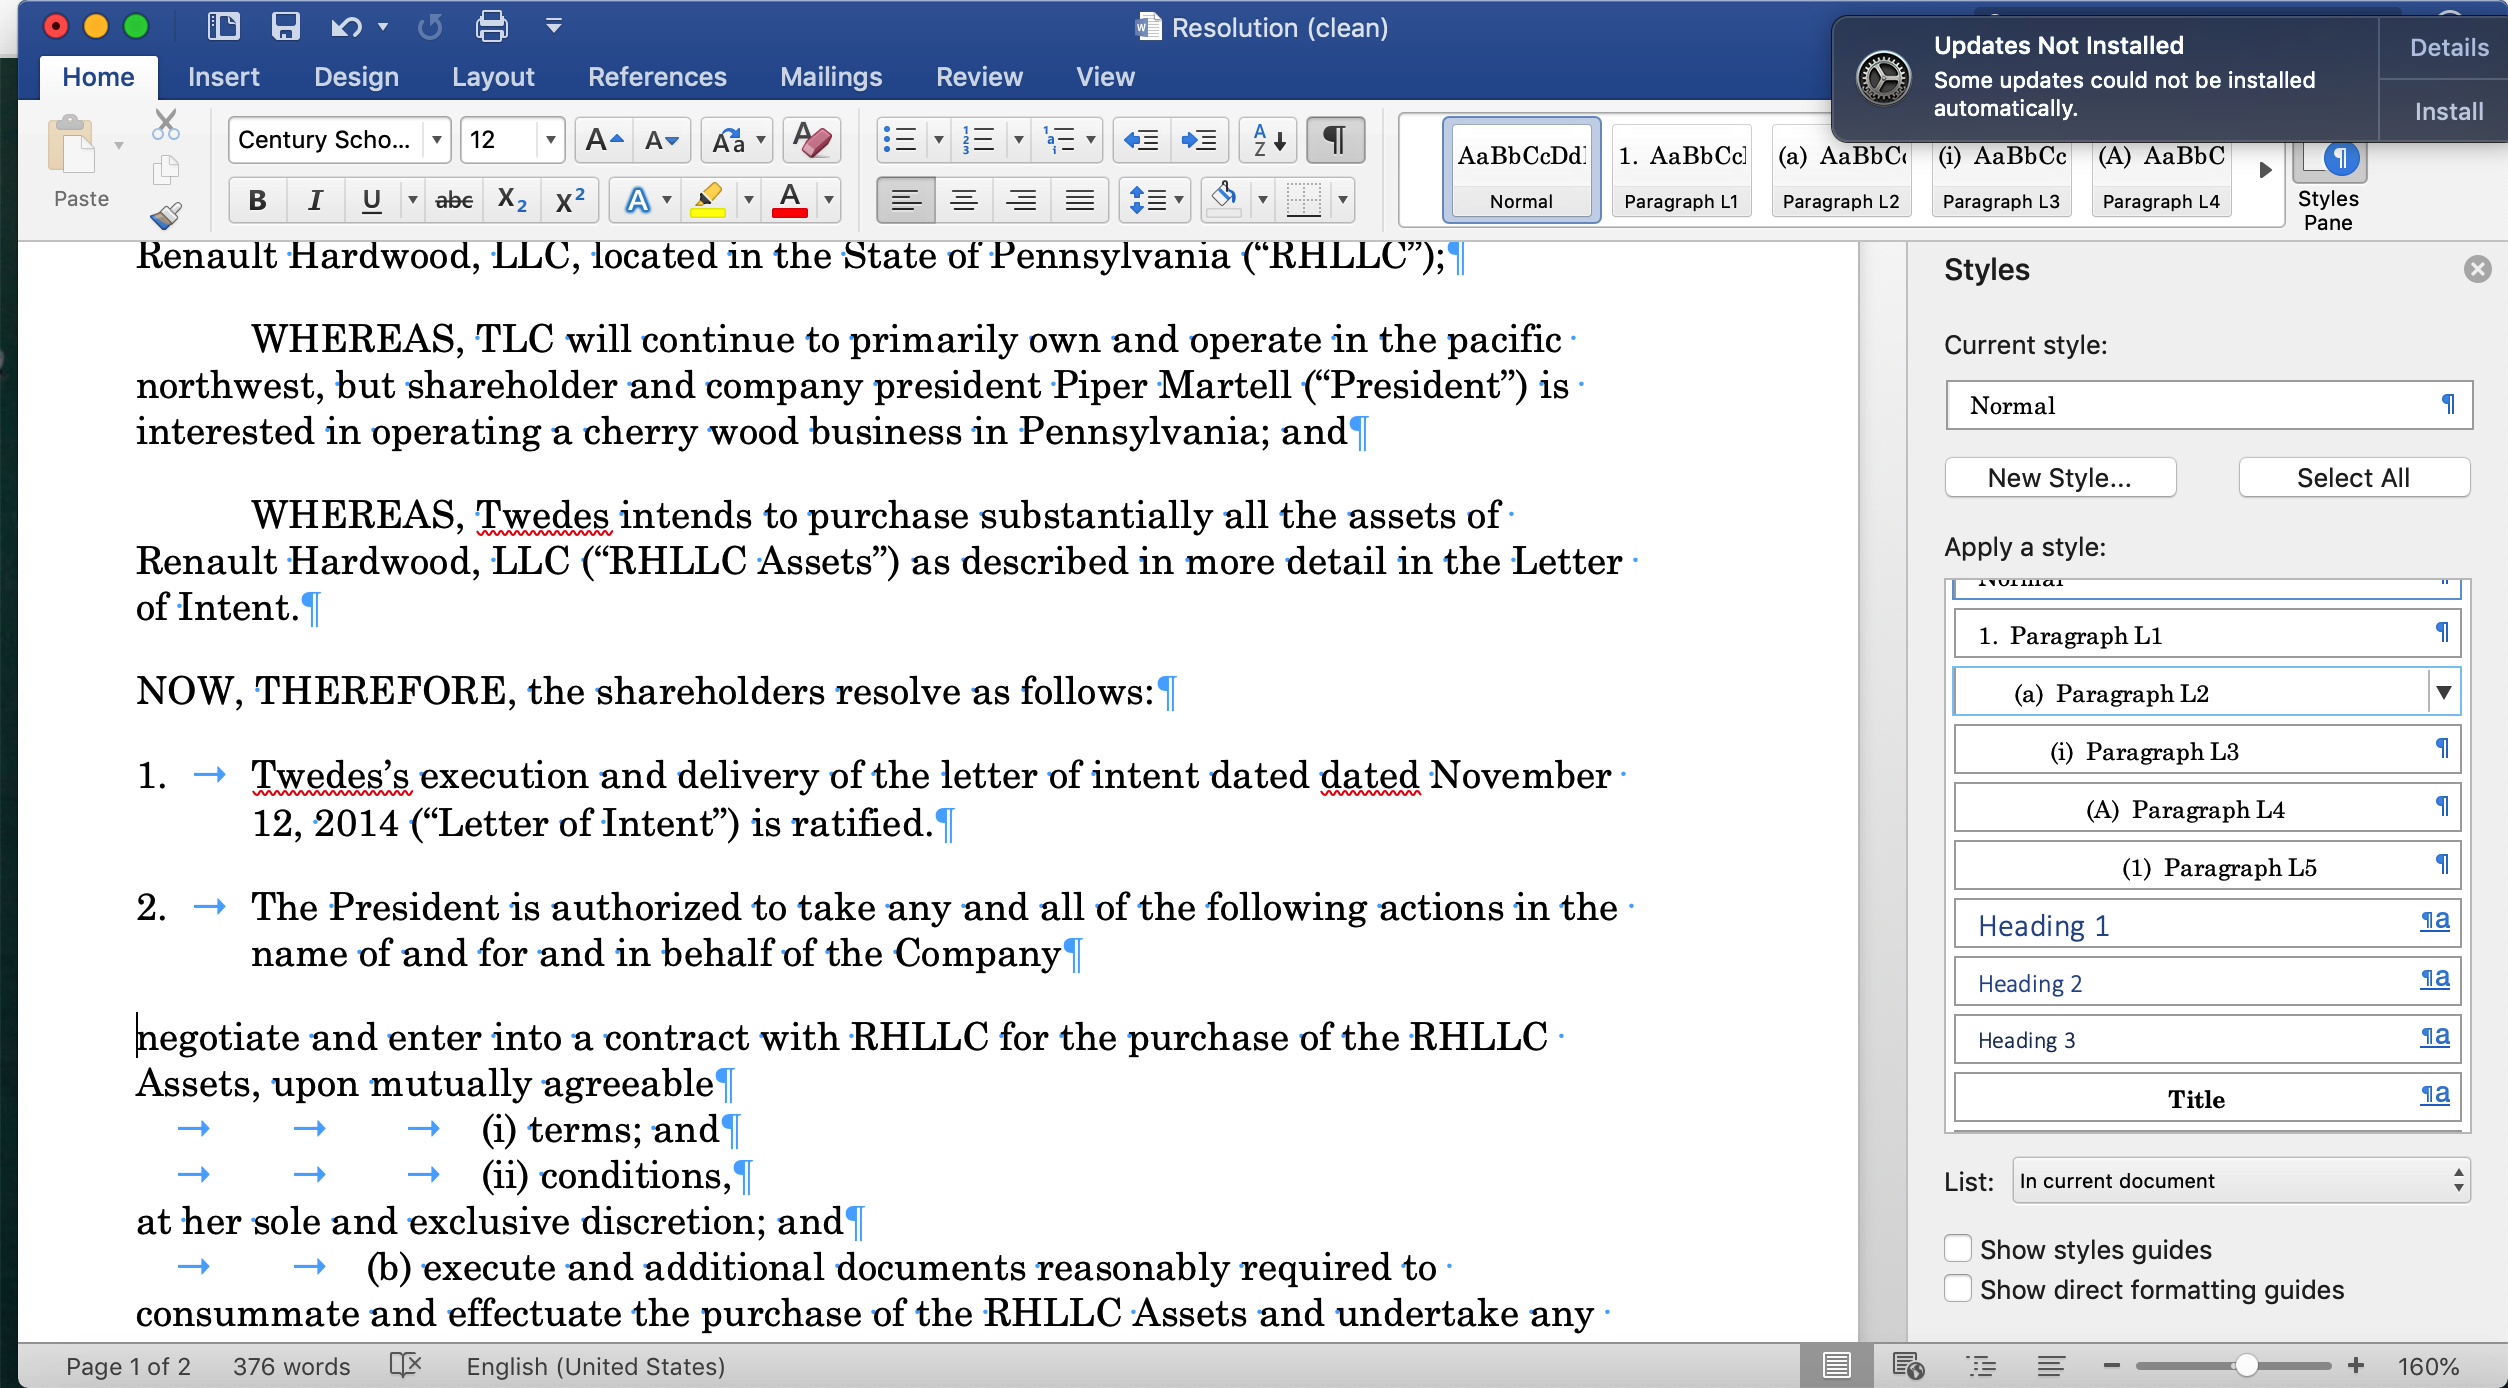 Resolution (clean)
Updates Not Installed
Some updates could not be installed
automatically.
Details
Install
Home Insert Design Layout References Mailings Review View
Paste
Century Scho... 12
AaBbCcDdI 1. AaBbCcI (a) AaBbCc (i) AaBbCc (A) AaBbC
Normal Paragraph L1 Paragraph L2 Paragraph L3 Paragraph L4
Styles
Pane
Renault Hardwood, LLC, located in the State of Pennsylvania (“RHLLC”);¶
WHEREAS, TLC will continue to primarily own and operate in the pacific
northwest, but shareholder and company president Piper Martell (“President”) is
interested in operating a cherry wood business in Pennsylvania; and¶
WHEREAS, Twedes intends to purchase substantially all the assets of
Renault Hardwood, LLC (“RHLLC Assets”) as described in more detail in the Letter
of Intent.¶
NOW, THEREFORE, the shareholders resolve as follows:¶
1. → Twedes’s execution and delivery of the letter of intent dated dated November
12, 2014 (“Letter of Intent”) is ratified.¶
2. → The President is authorized to take any and all of the following actions in the
name of and for and in behalf of the Company¶
negotiate and enter into a contract with RHLLC for the purchase of the RHLLC
Assets, upon mutually agreeable¶
→ → → (i) terms; and¶
→ → → (ii) conditions,¶
at her sole and exclusive discretion; and¶
→ → (b) execute and additional documents reasonably required to
consummate and effectuate the purchase of the RHLLC Assets and undertake any
Styles
Current style:
Normal ¶
New Style... Select All
Apply a style:
Normal
1. Paragraph L1 ¶
(a) Paragraph L2
(i) Paragraph L3 ¶
(A) Paragraph L4 ¶
(1) Paragraph L5 ¶
Heading 1 ¶a
Heading 2 ¶a
Heading 3 ¶a
Title ¶a
List: In current document
Show styles guides
Show direct formatting guides
Page 1 of 2 376 words English (United States) 160%